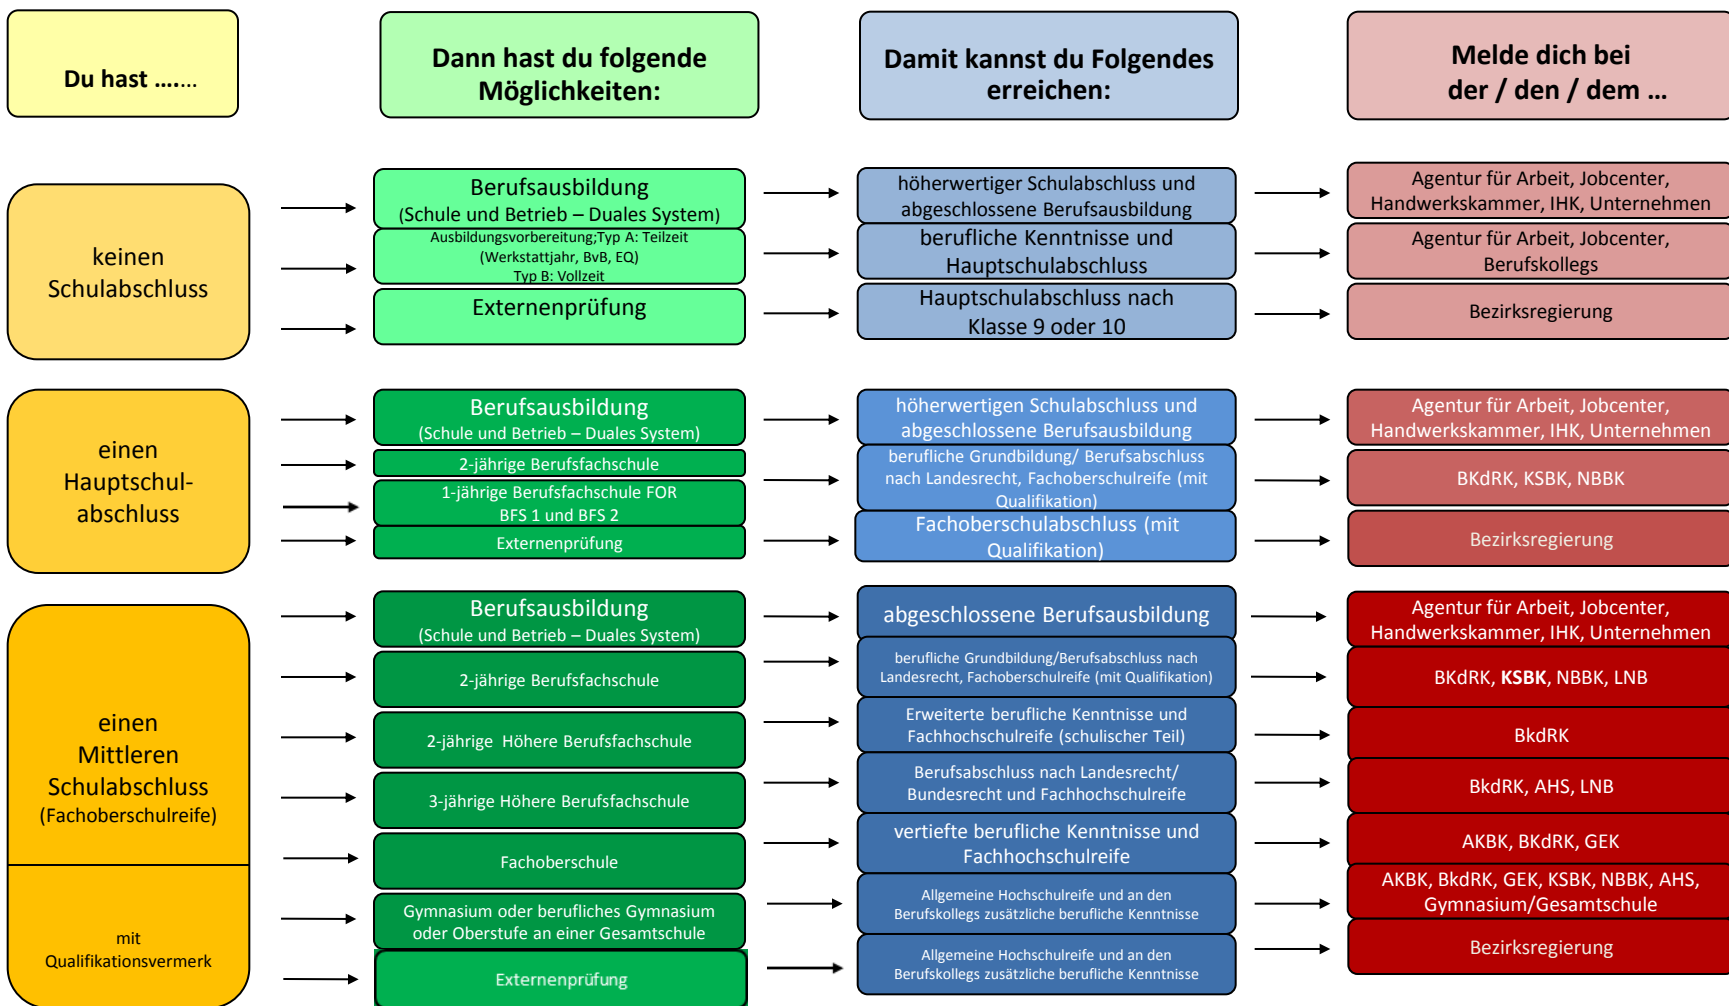 Du hast …....
Dann hast du folgende
Möglichkeiten:
Damit kannst du Folgendes
erreichen:
Melde dich bei
der / den / dem …
keinen
Schulabschluss
Berufsausbildung
(Schule und Betrieb – Duales System)
höherwertiger Schulabschluss und
abgeschlossene Berufsausbildung
Agentur für Arbeit, Jobcenter,
Handwerkskammer, IHK, Unternehmen
Ausbildungsvorbereitung;Typ A: Teilzeit
(Werkstattjahr, BvB, EQ)
Typ B: Vollzeit
berufliche Kenntnisse und
Hauptschulabschluss
Agentur für Arbeit, Jobcenter,
Berufskollegs
Externenprüfung
Hauptschulabschluss nach
Klasse 9 oder 10
Bezirksregierung
einen
Hauptschul-
abschluss
Berufsausbildung
(Schule und Betrieb – Duales System)
höherwertigen Schulabschluss und
abgeschlossene Berufsausbildung
Agentur für Arbeit, Jobcenter,
Handwerkskammer, IHK, Unternehmen
2-jährige Berufsfachschule
1-jährige Berufsfachschule FOR
BFS 1 und BFS 2
berufliche Grundbildung/ Berufsabschluss
nach Landesrecht, Fachoberschulreife (mit
Qualifikation)
BKdRK, KSBK, NBBK
Externenprüfung
Fachoberschulabschluss (mit
Qualifikation)
Bezirksregierung
einen
Mittleren
Schulabschluss
(Fachoberschulreife)
mit
Qualifikationsvermerk
Berufsausbildung
(Schule und Betrieb – Duales System)
abgeschlossene Berufsausbildung
Agentur für Arbeit, Jobcenter,
Handwerkskammer, IHK, Unternehmen
2-jährige Berufsfachschule
berufliche Grundbildung/Berufsabschluss nach
Landesrecht, Fachoberschulreife (mit Qualifikation)
BKdRK, KSBK, NBBK, LNB
2-jährige Höhere Berufsfachschule
Erweiterte berufliche Kenntnisse und
Fachhochschulreife (schulischer Teil)
BkdRK
3-jährige Höhere Berufsfachschule
Berufsabschluss nach Landesrecht/
Bundesrecht und Fachhochschulreife
BkdRK, AHS, LNB
Fachoberschule
vertiefte berufliche Kenntnisse und
Fachhochschulreife
AKBK, BKdRK, GEK
Gymnasium oder berufliches Gymnasium
oder Oberstufe an einer Gesamtschule
Allgemeine Hochschulreife und an den
Berufskollegs zusätzliche berufliche Kenntnisse
AKBK, BkdRK, GEK, KSBK, NBBK, AHS,
Gymnasium/Gesamtschule
Externenprüfung
Allgemeine Hochschulreife und an den
Berufskollegs zusätzliche berufliche Kenntnisse
Bezirksregierung